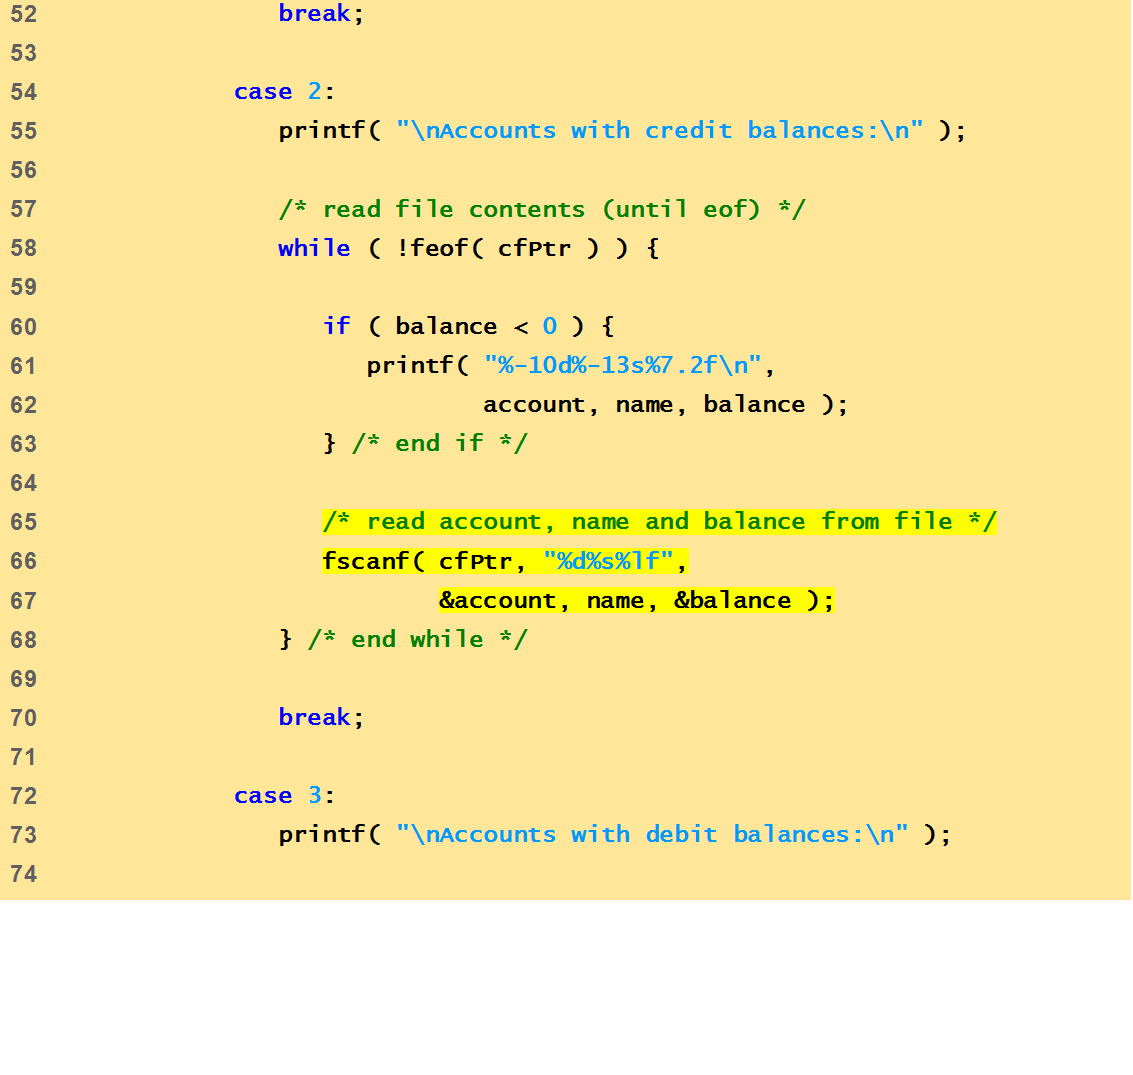 52 break;
53
54 case 2:
55 printf( "\nAccounts with credit balances:\n" );
56
57 /* read file contents (until eof) */
58 while ( !feof( cfPtr ) ) {
59
60 if ( balance < 0 ) {
61 printf( "%-10d%-13s%7.2f\n",
62 account, name, balance );
63 } /* end if */
64
65 /* read account, name and balance from file */
66 fscanf( cfPtr, "%d%s%lf",
67 &account, name, &balance );
68 } /* end while */
69
70 break;
71
72 case 3:
73 printf( "\nAccounts with debit balances:\n" );
74